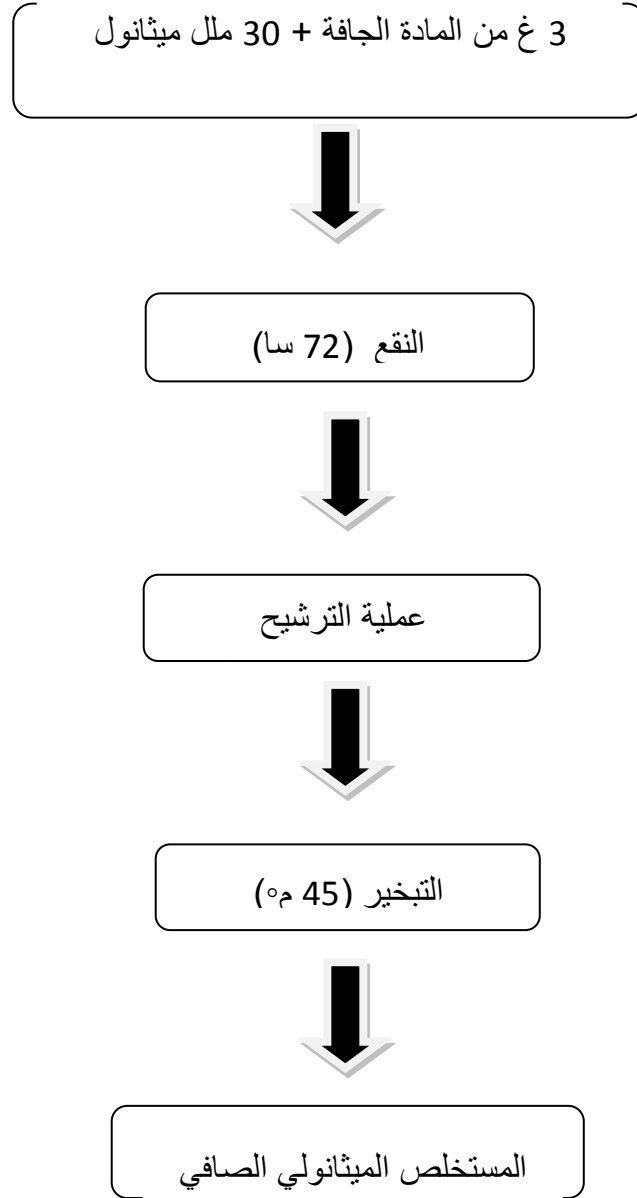 3 غ من المادة الجافة + 30 ملل ميثانول
النقع (72 سا)
عملية الترشيح
التبخير (45 م°)
المستخلص الميثانولي الصافي